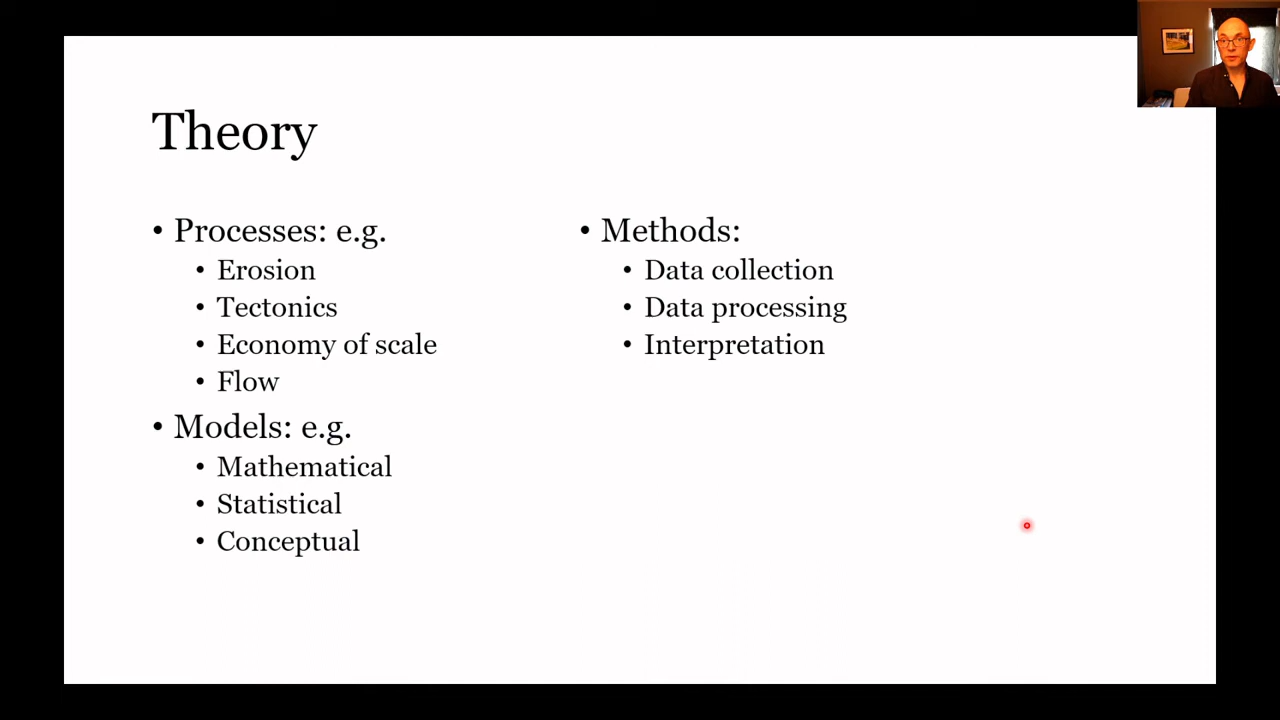 Theory
• Processes: e.g.
• Erosion
• Tectonics
• Economy of scale
• Flow
• Models: e.g.
• Mathematical
• Statistical
• Conceptual
• Methods:
• Data collection
• Data processing
• Interpretation